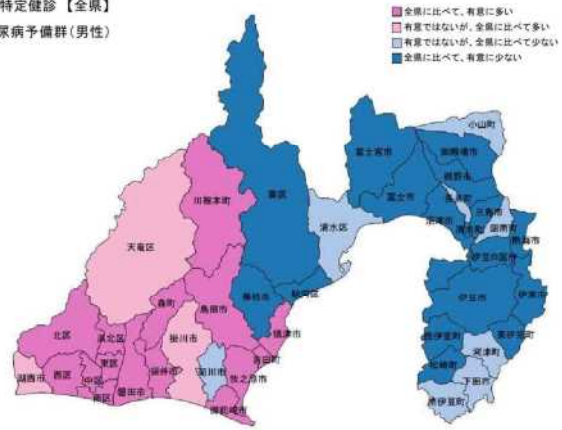 特定健診【全県】
尿病予備群(男性)
全県に比べて、有意に多い
有意ではないが、全県に比べて多い
有意ではないが、全県に比べて少ない
全県に比べて、有意に少ない
小山町
富士宮市
御殿場市
裾野市
川根本町
葵区
富士市
長泉町
三島市
沼津市
清水町
函南町
熱海市
天竜区
清水区
伊豆の国市
藤枝市
駿河区
伊豆市
伊東市
森町
島田市
焼津市
北区
浜北区
掛川市
西伊豆町
東伊豆町
吉田町
河津町
東区
松崎町
湖西市
西区
中区
袋井市
菊川市
牧之原市
下田市
南区
磐田市
南伊豆町
御前崎市